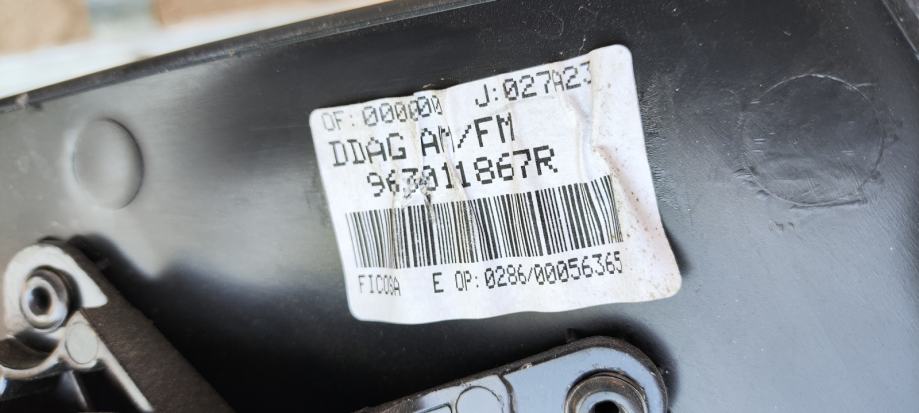 OF:000000 J:027A23
DDAG AM/FM
963011867R
FICOSA E OP:0286/00056365